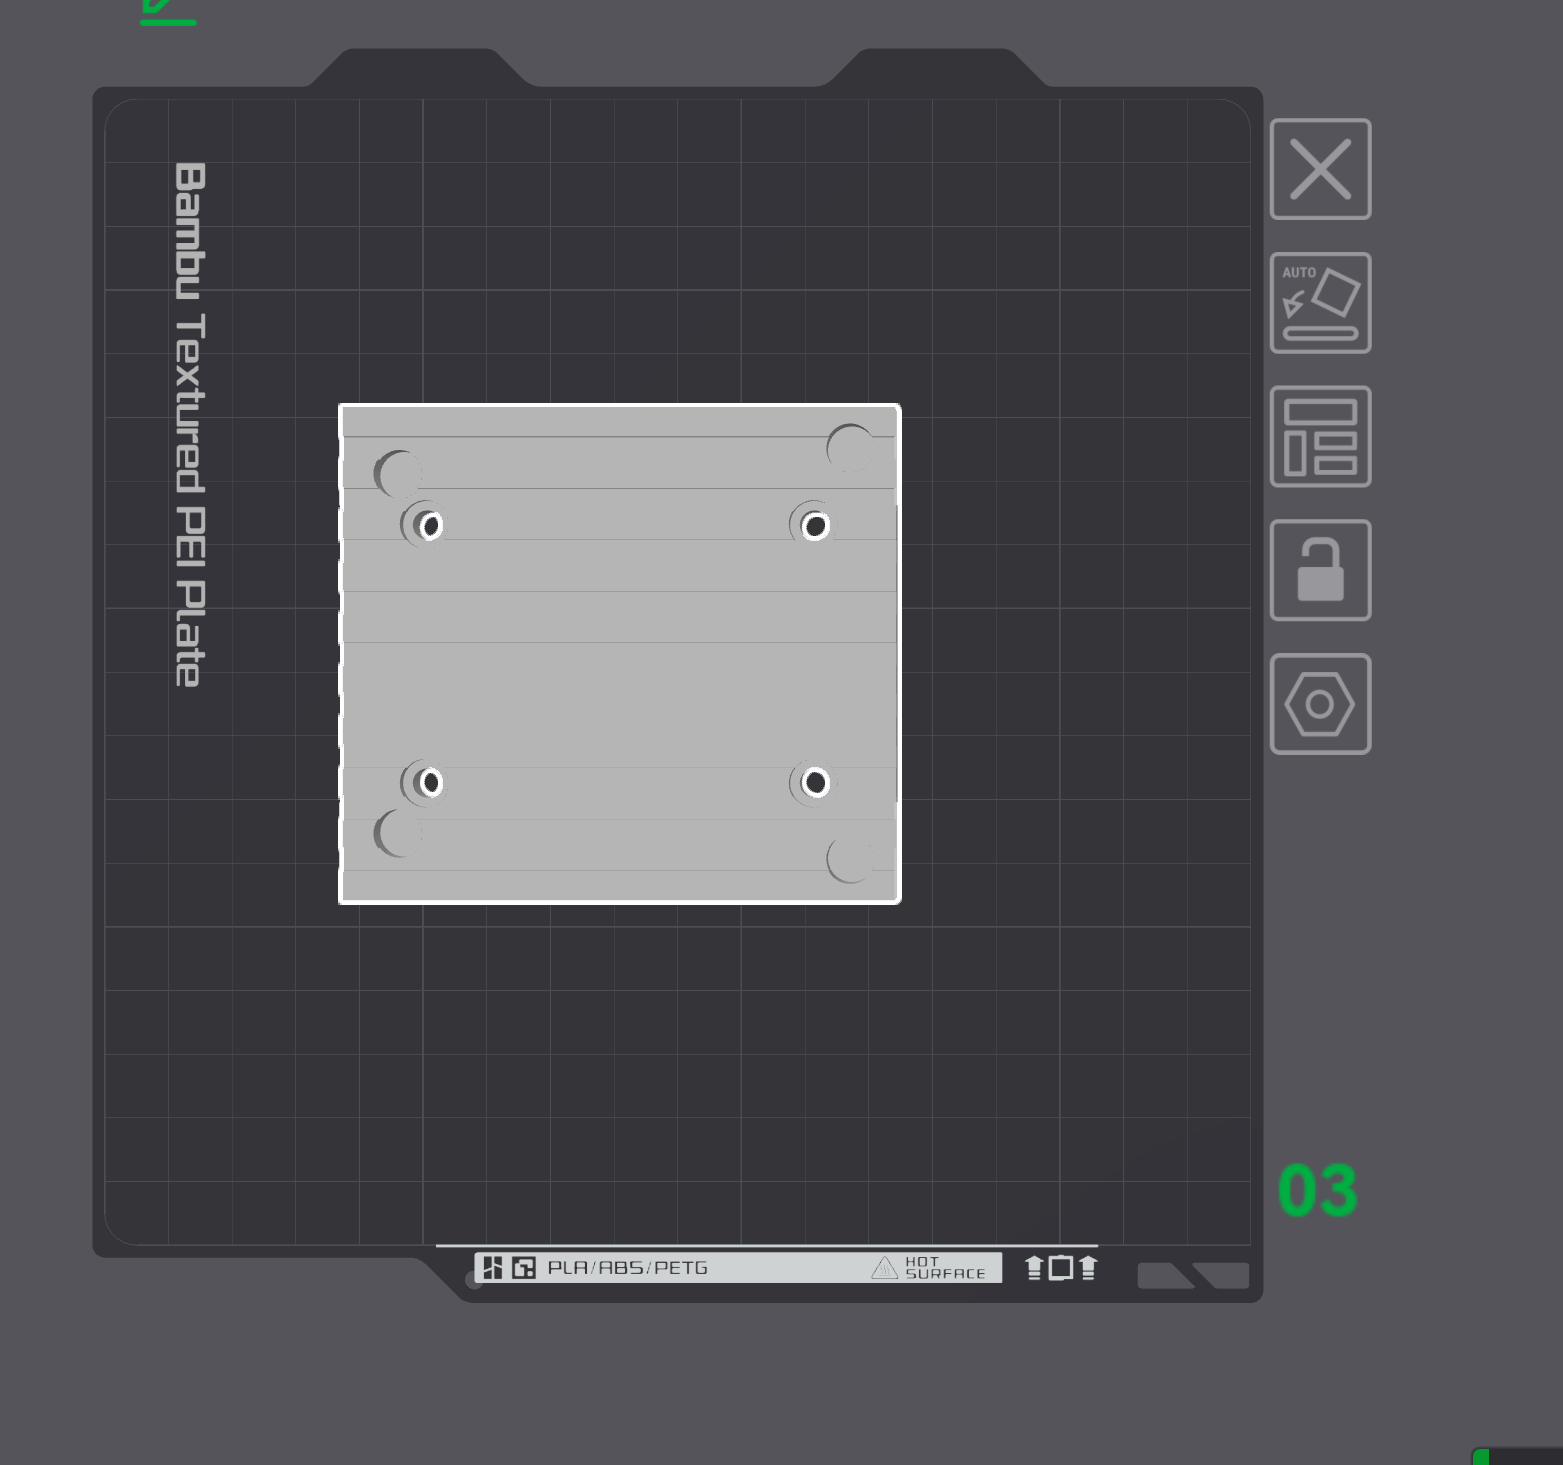 Bambu Textured PEI Plate
AUTO
03
PLA/ABS/PETG
HOT
SURFACE